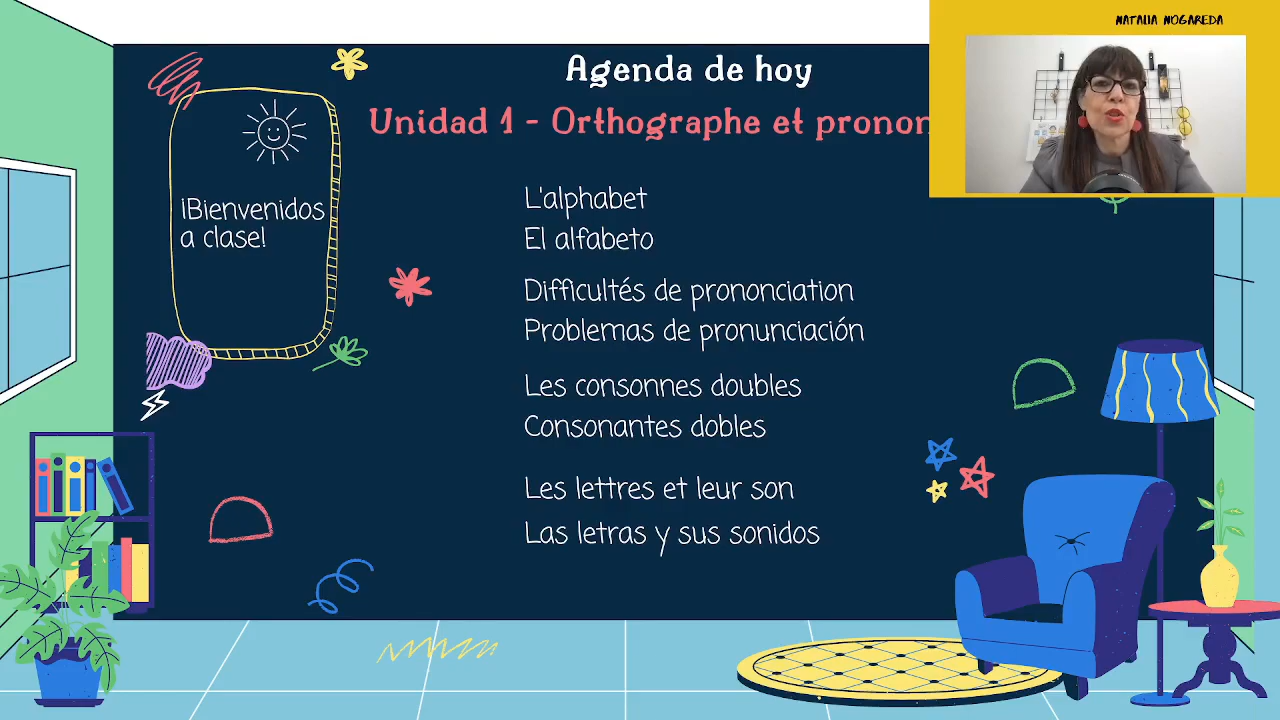 NATALIA NOGAREDA
Agenda de hoy
Unidad 1 - Orthographe et
¡Bienvenidos
a clase!
L'alphabet
El alfabeto
Difficultés de prononciation
Problemas de pronunciación
Les consonnes doubles
Consonantes dobles
Les lettres et leur son
Las letras y sus sonidos